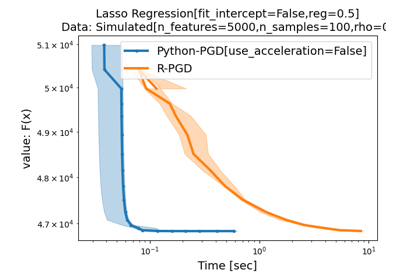 Lasso Regression[fit_intercept=False,reg=0.5]
Data: Simulated[n_features=5000,n_samples=100,rho=0
Python-PGD[use_acceleration=False]
R-PGD
value: F(x)
5.1 × 10⁴
5 × 10⁴
4.9 × 10⁴
4.8 × 10⁴
4.7 × 10⁴
10⁻¹
10⁰
10¹
Time [sec]